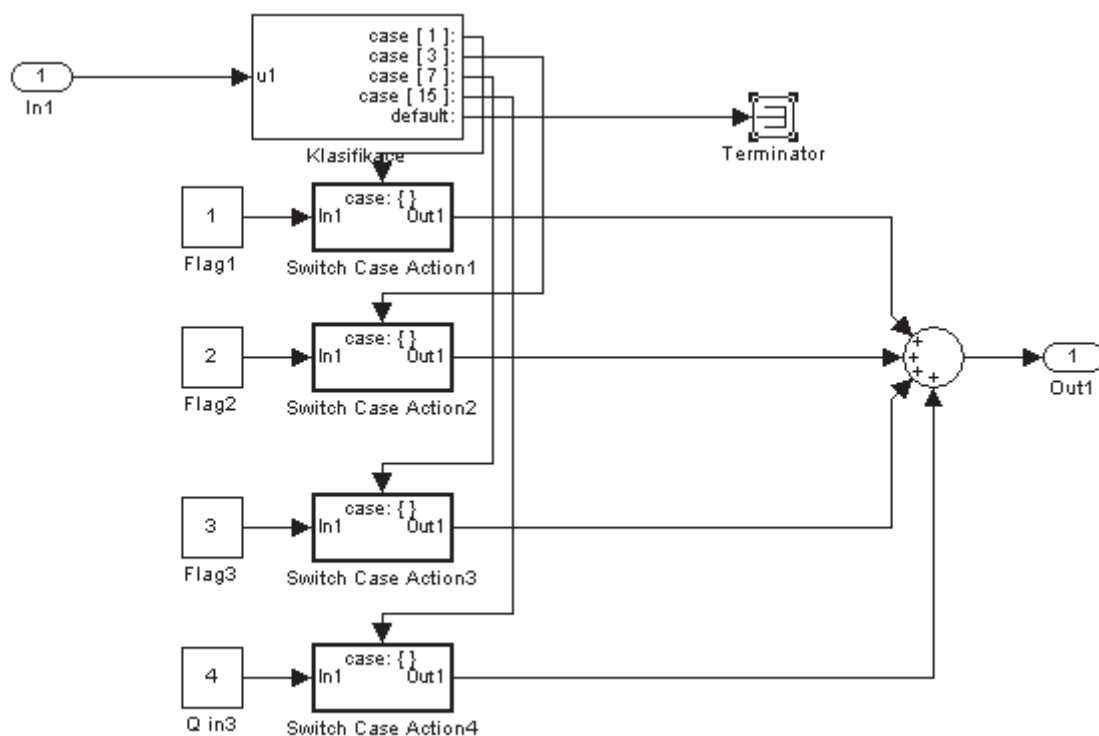 case [ 1 ]:
case [ 3 ]:
1
u1
case [ 7 ]:
case [ 15 ]:
In1
default:
Klasifikace
Terminator
case: { }
1
In1
Out1
Flag1
Switch Case Action1
case: { }
2
In1
Out1
Flag2
Switch Case Action2
+
+
+
+
1
Out1
case: { }
3
In1
Out1
Flag3
Switch Case Action3
case: { }
4
In1
Out1
Q in3
Switch Case Action4